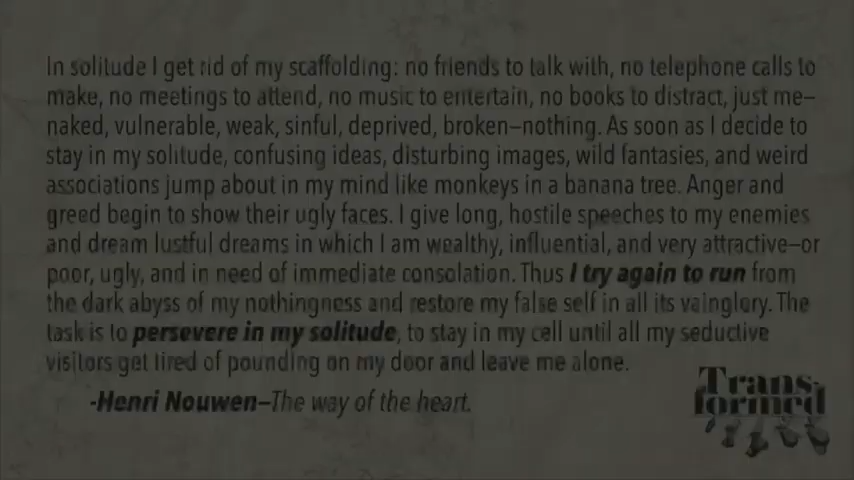 In solitude I get rid of my scaffolding: no friends to talk with, no telephone calls to
make, no meetings to attend, no music to entertain, no books to distract, just me—
naked, vulnerable, weak, sinful, deprived, broken—nothing. As soon as I decide to
stay in my solitude, confusing ideas, disturbing images, wild fantasies, and weird
associations jump about in my mind like monkeys in a banana tree. Anger and
greed begin to show their ugly faces. I give long, hostile speeches to my enemies
and dream lustful dreams in which I am wealthy, influential, and very attractive—or
poor, ugly, and in need of immediate consolation. Thus I try again to run from
the dark abyss of my nothingness and restore my false self in all its vainglory. The
task is to persevere in my solitude, to stay in my cell until all my seductive
visitors get tired of pounding on my door and leave me alone.
-Henri Nouwen—The way of the heart.
Trans-
formed